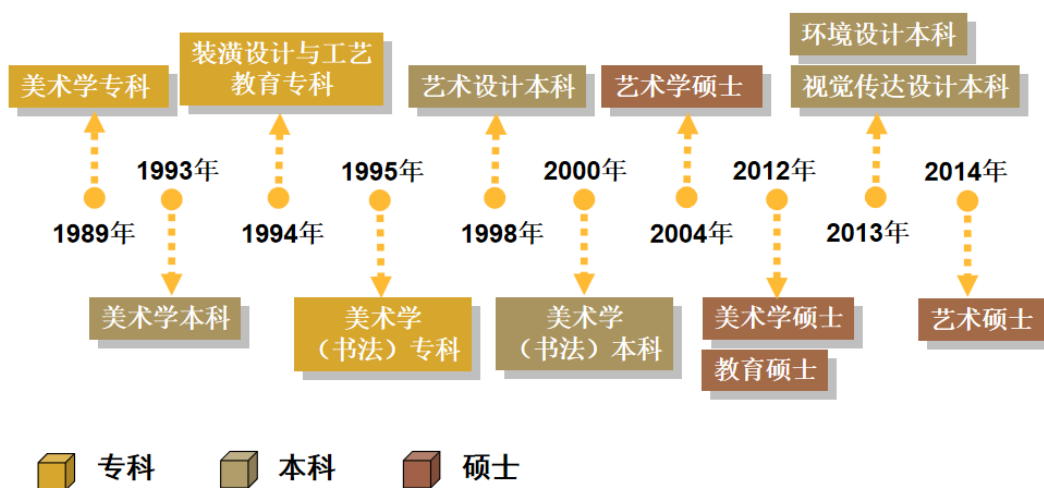 环境设计本科
装潢设计与工艺
教育专科
美术学专科
艺术设计本科
艺术学硕士
视觉传达设计本科
1993年
1995年
2000年
2012年
2014年
1989年
1994年
1998年
2004年
2013年
美术学本科
美术学
（书法）专科
美术学
（书法）本科
美术学硕士
教育硕士
艺术硕士
专科
本科
硕士